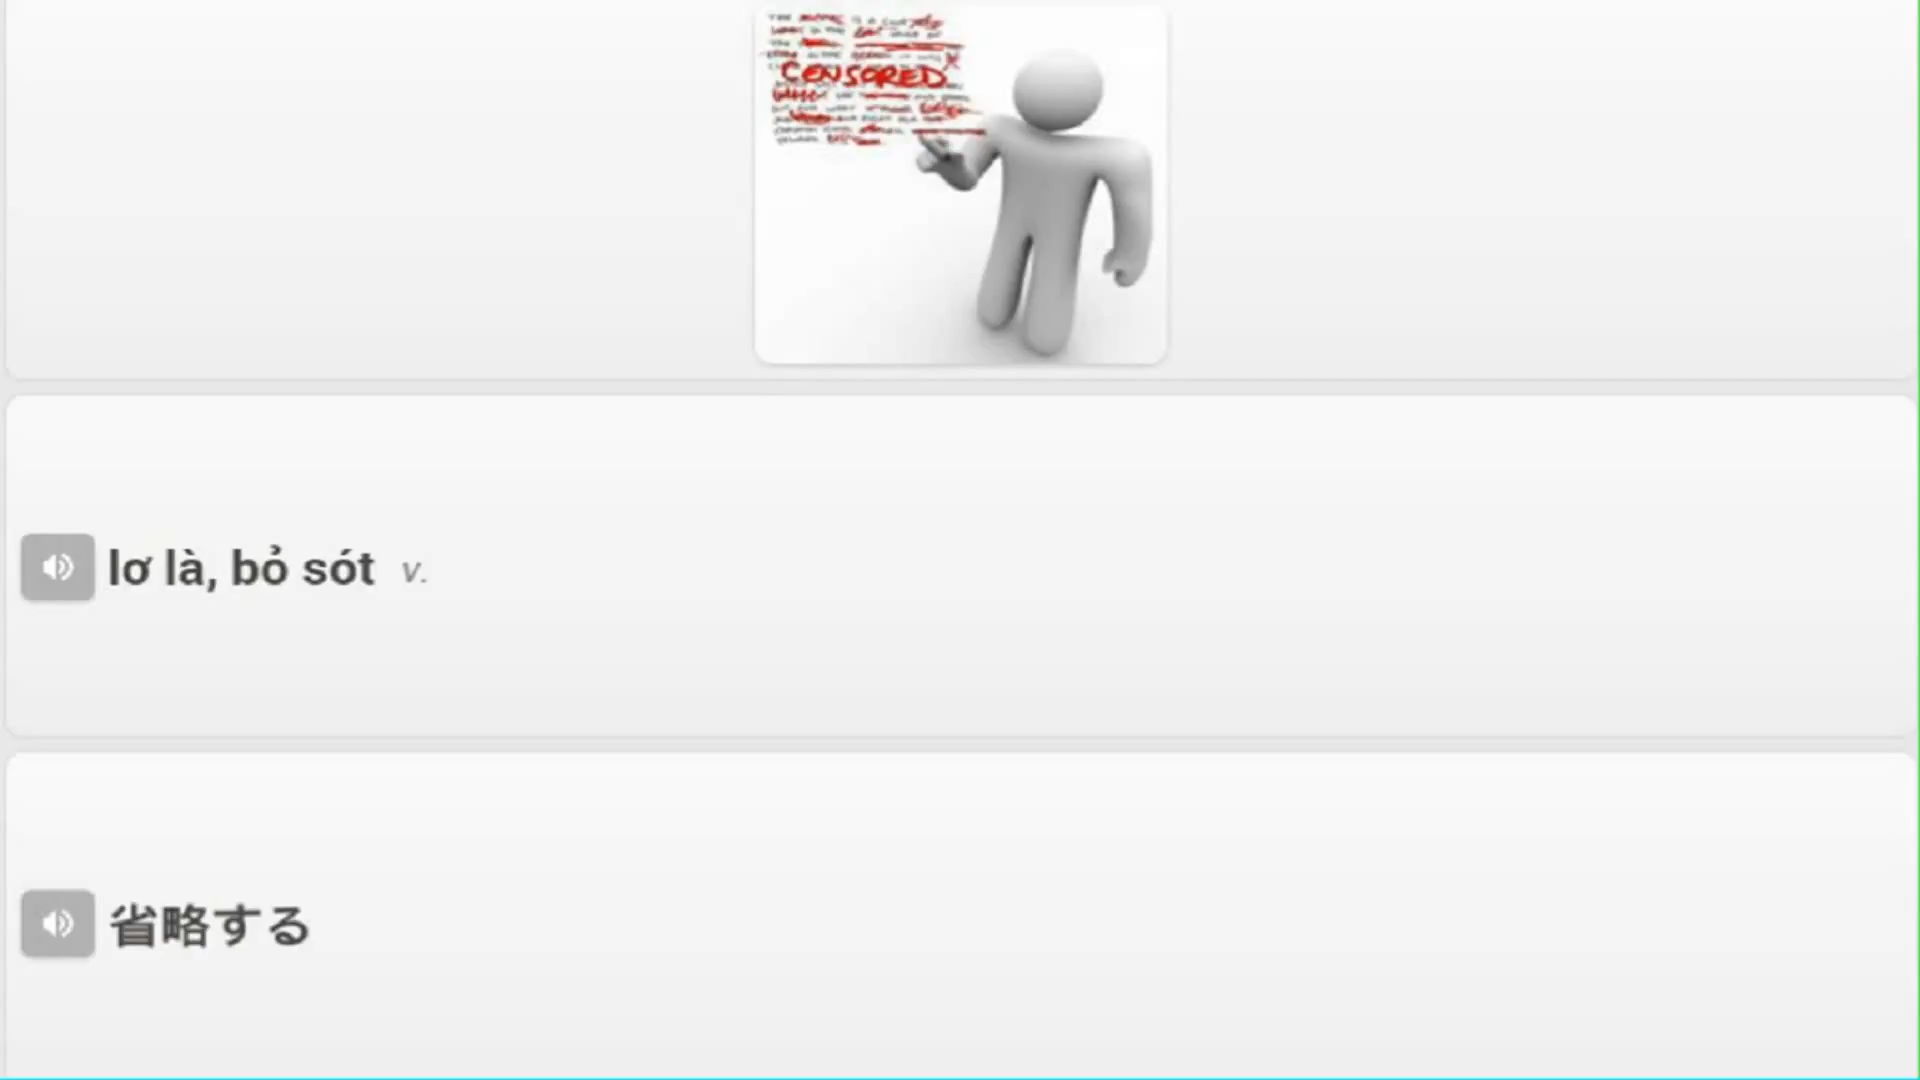 CENSORED
lơ là, bỏ sót v.
省略する